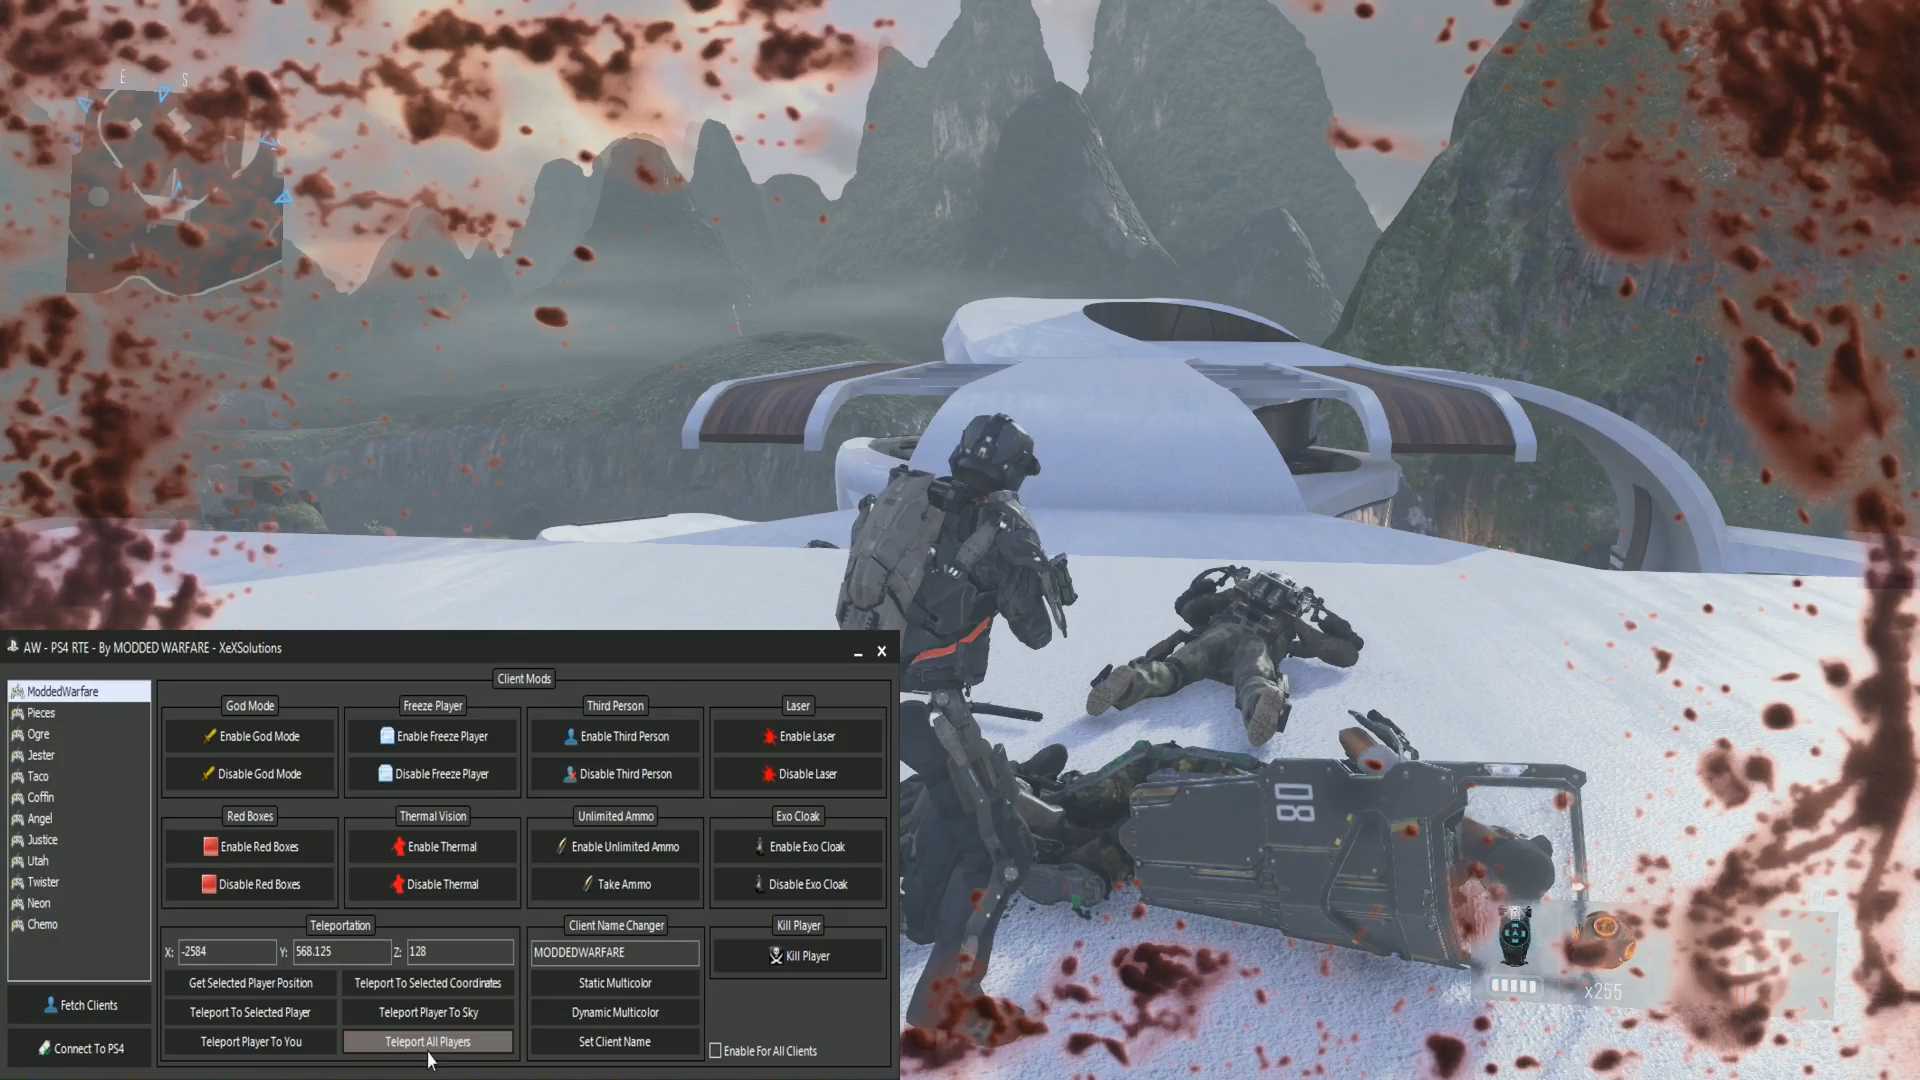 E S
AW - PS4 RTE - By MODDED WARFARE - XeXSolutions
Client Mods
ModdedWarfare
Pieces
Ogre
Jester
Taco
Coffin
Angel
Justice
Utah
Twister
Neon
Chemo
Fetch Clients
Connect To PS4
God Mode
Enable God Mode
Disable God Mode
Freeze Player
Enable Freeze Player
Disable Freeze Player
Third Person
Enable Third Person
Disable Third Person
Laser
Enable Laser
Disable Laser
Red Boxes
Enable Red Boxes
Disable Red Boxes
Thermal Vision
Enable Thermal
Disable Thermal
Unlimited Ammo
Enable Unlimited Ammo
Take Ammo
Exo Cloak
Enable Exo Cloak
Disable Exo Cloak
Teleportation
X: -2584 Y: 568.125 Z: 128
Get Selected Player Position
Teleport To Selected Coordinates
Teleport To Selected Player
Teleport Player To Sky
Teleport Player To You
Teleport All Players
Client Name Changer
MODDEDWARFARE
Static Multicolor
Dynamic Multicolor
Set Client Name
Kill Player
Kill Player
Enable For All Clients
08
x255